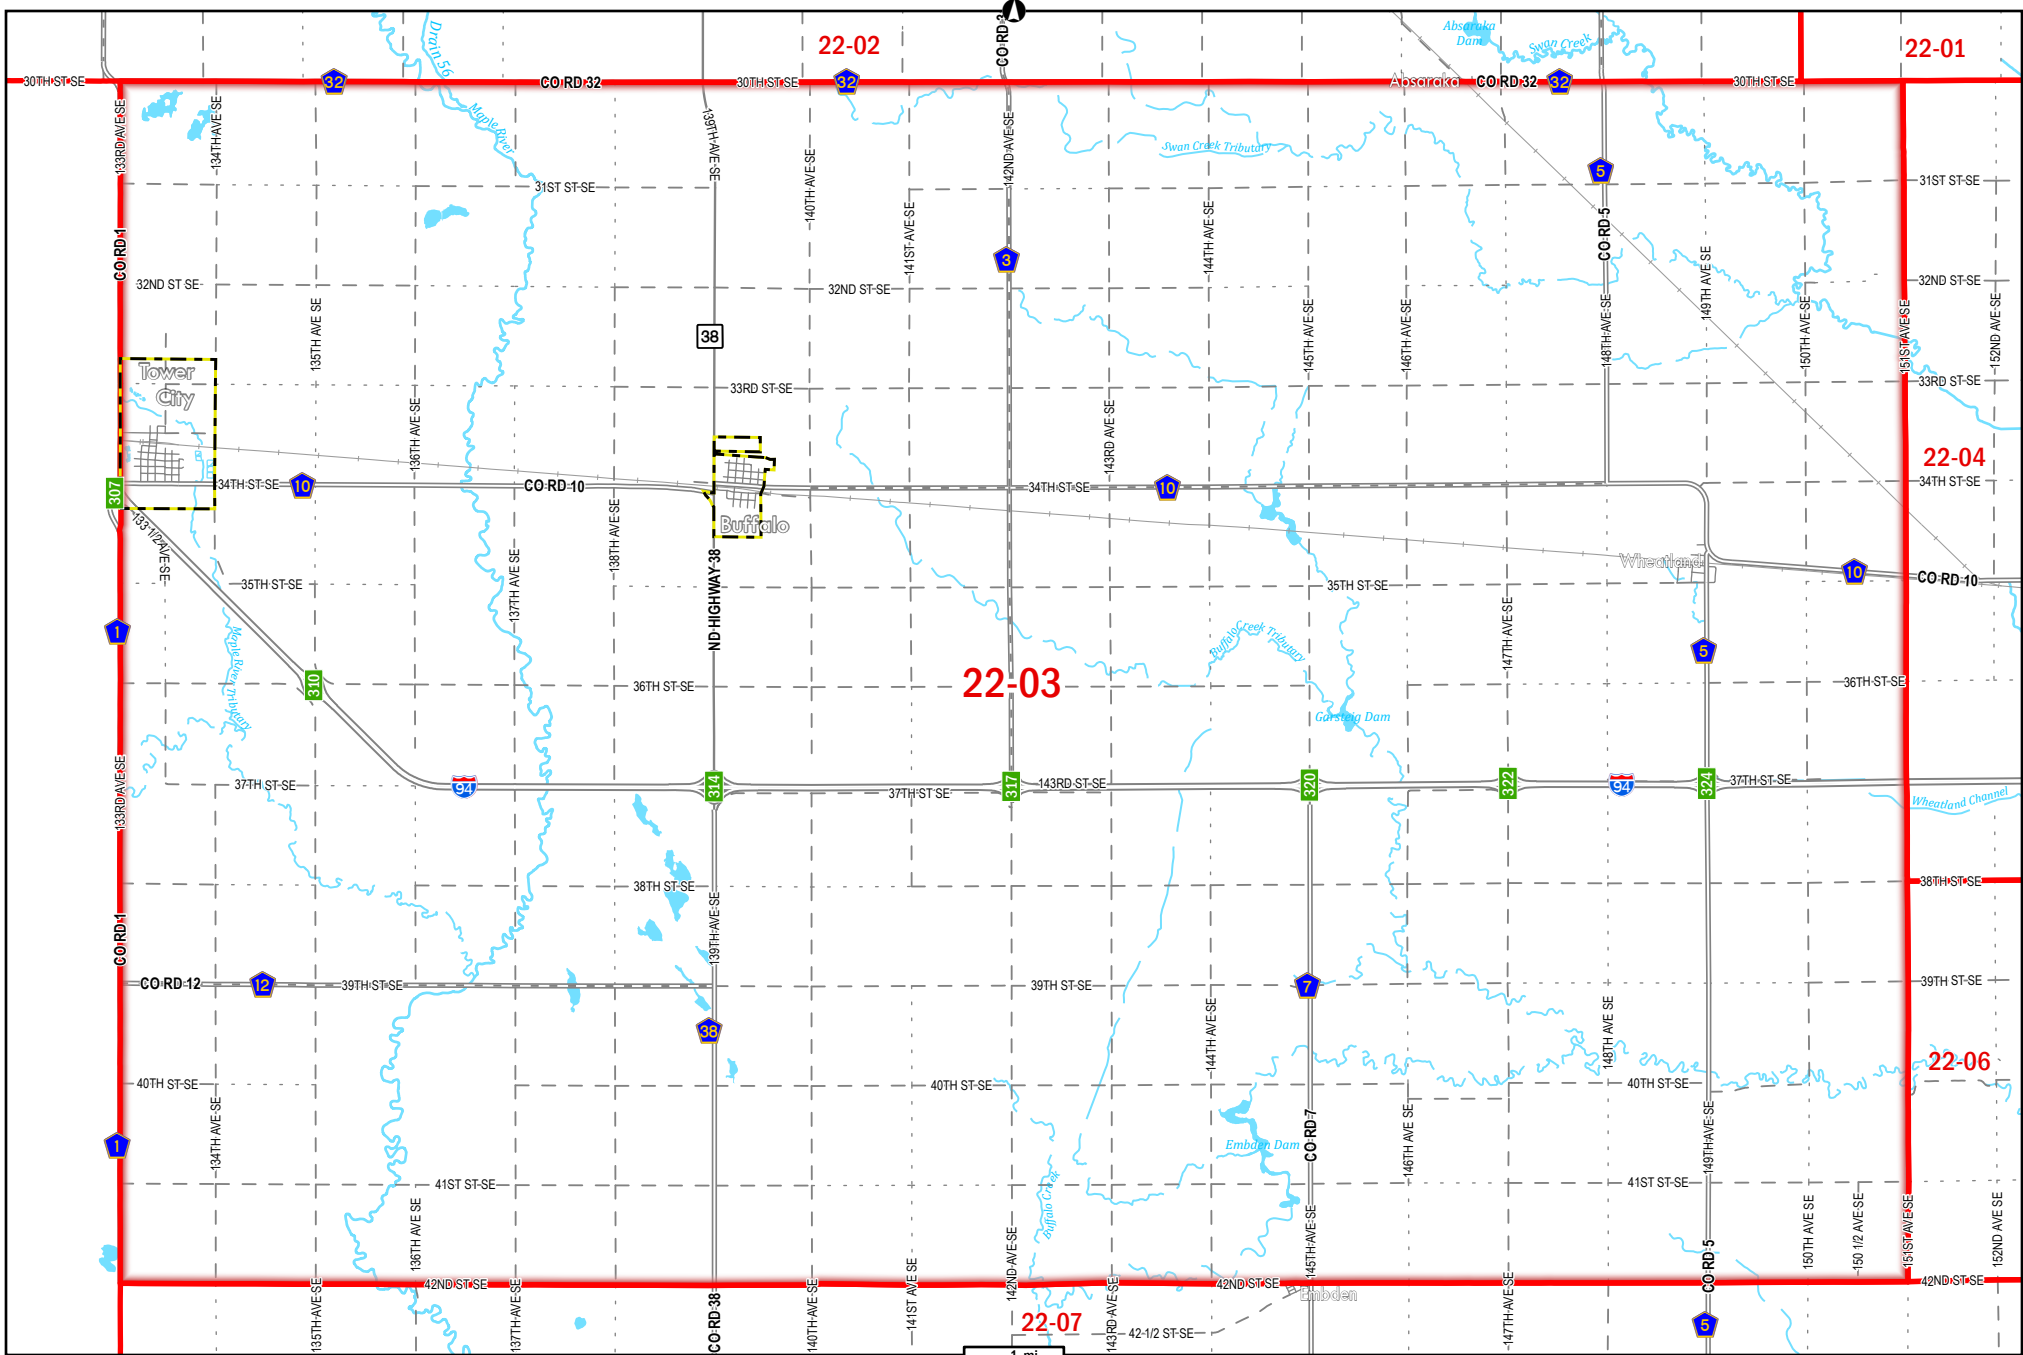 CO RD 3
Drain 56
22-02
Absaraka
Dam
Swan Creek
22-01
30TH ST SE
32
CO RD 32
30TH ST SE
32
Absaraka
CO RD 32
32
30TH ST SE
133RD AVE SE
134TH AVE SE
Maple River
139TH AVE SE
140TH AVE SE
142ND AVE SE
Swan Creek Tributary
5
31ST ST SE
31ST ST SE
CO RD 1
141ST AVE SE
3
144TH AVE SE
CO RD 5
149TH AVE SE
32ND ST SE
32ND ST SE
32ND ST SE
135TH AVE SE
38
145TH AVE SE
146TH AVE SE
148TH AVE SE
150TH AVE SE
151ST AVE SE
152ND AVE SE
Tower
City
33RD ST SE
33RD ST SE
136TH AVE SE
143RD AVE SE
22-04
307
34TH ST SE
10
CO RD 10
34TH ST SE
10
34TH ST SE
133 1/2 AVE SE
138TH AVE SE
Buffalo
Wheatland
10
CO RD 10
35TH ST SE
137TH AVE SE
ND HIGHWAY 38
35TH ST SE
1
Maple River Tributary
Buffalo Creek Tributary
147TH AVE SE
5
310
36TH ST SE
22-03
36TH ST SE
Garsteig Dam
133RD AVE SE
37TH ST SE
94
314
37TH ST SE
317
143RD ST SE
320
322
94
324
37TH ST SE
Wheatland Channel
38TH ST SE
38TH ST SE
CO RD 1
139TH AVE SE
CO RD 12
12
39TH ST SE
39TH ST SE
7
39TH ST SE
38
144TH AVE SE
148TH AVE SE
22-06
40TH ST SE
40TH ST SE
40TH ST SE
1
134TH AVE SE
Embden Dam
CO RD 7
146TH AVE SE
149TH AVE SE
41ST ST SE
41ST ST SE
136TH AVE SE
Buffalo Creek
142ND AVE SE
145TH AVE SE
CO RD 5
150TH AVE SE
150 1/2 AVE SE
151ST AVE SE
152ND AVE SE
42ND ST SE
42ND ST SE
42ND ST SE
Embden
135TH AVE SE
137TH AVE SE
CO RD 38
140TH AVE SE
141ST AVE SE
22-07
143RD AVE SE
42 1/2 ST SE
147TH AVE SE
5
1 mi